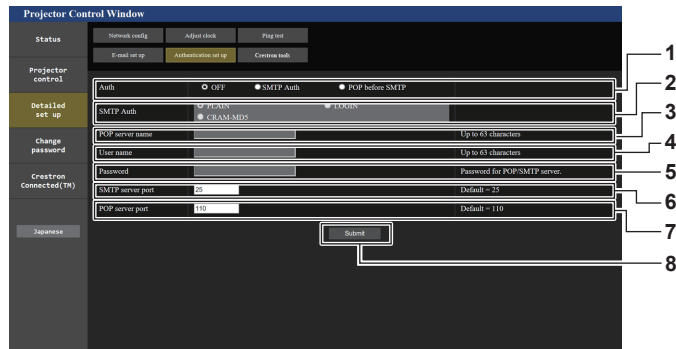 Projector Control Window
Status
Network config
Adjust clock
Ping test
E-mail set up
Authentication set up
Crestron tools
Projector
control
Detailed
set up
Change
password
Crestron
Connected(TM)
Japanese
Auth OFF SMTP Auth POP before SMTP 1
SMTP Auth PLAIN LOGIN 2
CRAM-MD5
POP server name Up to 63 characters 3
User name Up to 63 characters 4
Password Password for POP/SMTP server. 5
SMTP server port 25 Default = 25 6
POP server port 110 Default = 110 7
Submit 8